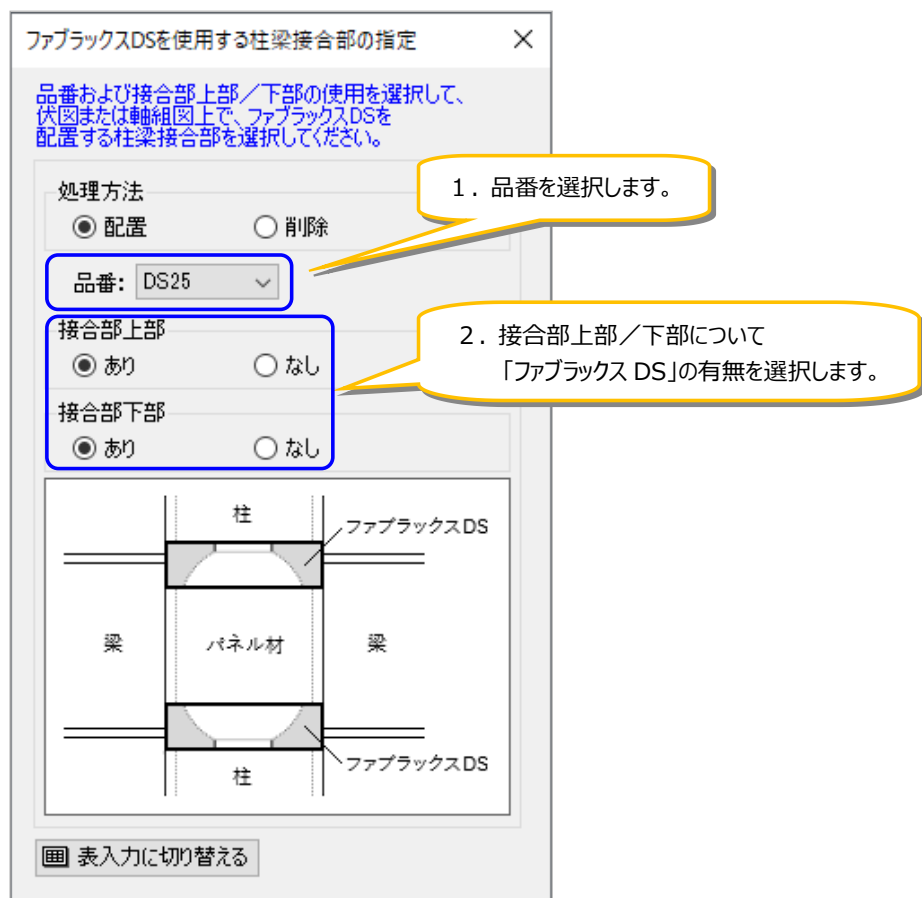 ファブラックスDSを使用する柱梁接合部の指定
品番および接合部上部／下部の使用を選択して、
伏図または軸組図上で、ファブラックスDSを
配置する柱梁接合部を選択してください。
処理方法
配置 削除
1．品番を選択します。
品番: DS25
接合部上部
あり なし
2．接合部上部／下部について
「ファブラックス DS」の有無を選択します。
接合部下部
あり なし
柱
ファブラックスDS
梁 パネル材 梁
ファブラックスDS
柱
表入力に切り替える